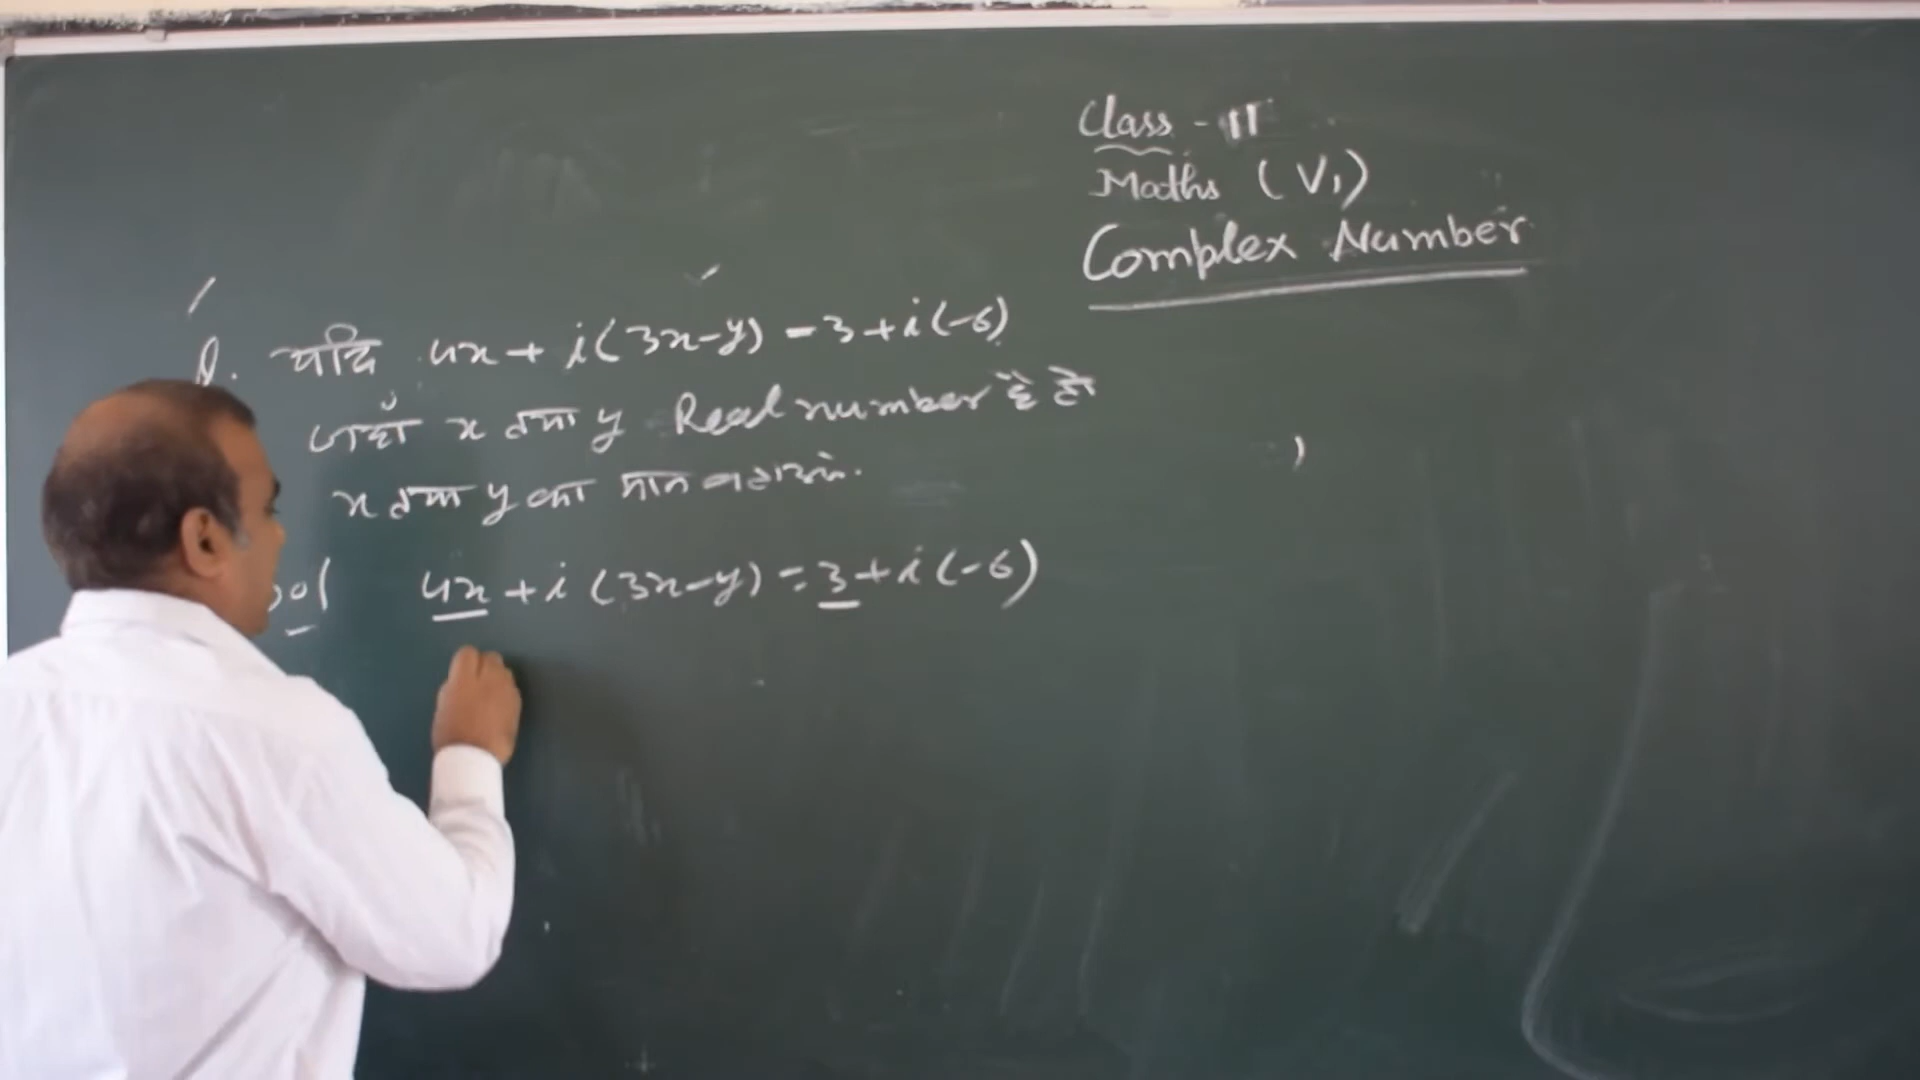 Class - 11
Maths (V1)
Complex Number
Q. यदि 4x + i(3x-y) = 3 + i(-6)
जहाँ x तथा y Real number है तो
x तथा y का मान बताइये.
Sol 4x + i (3x-y) = 3 + i (-6)